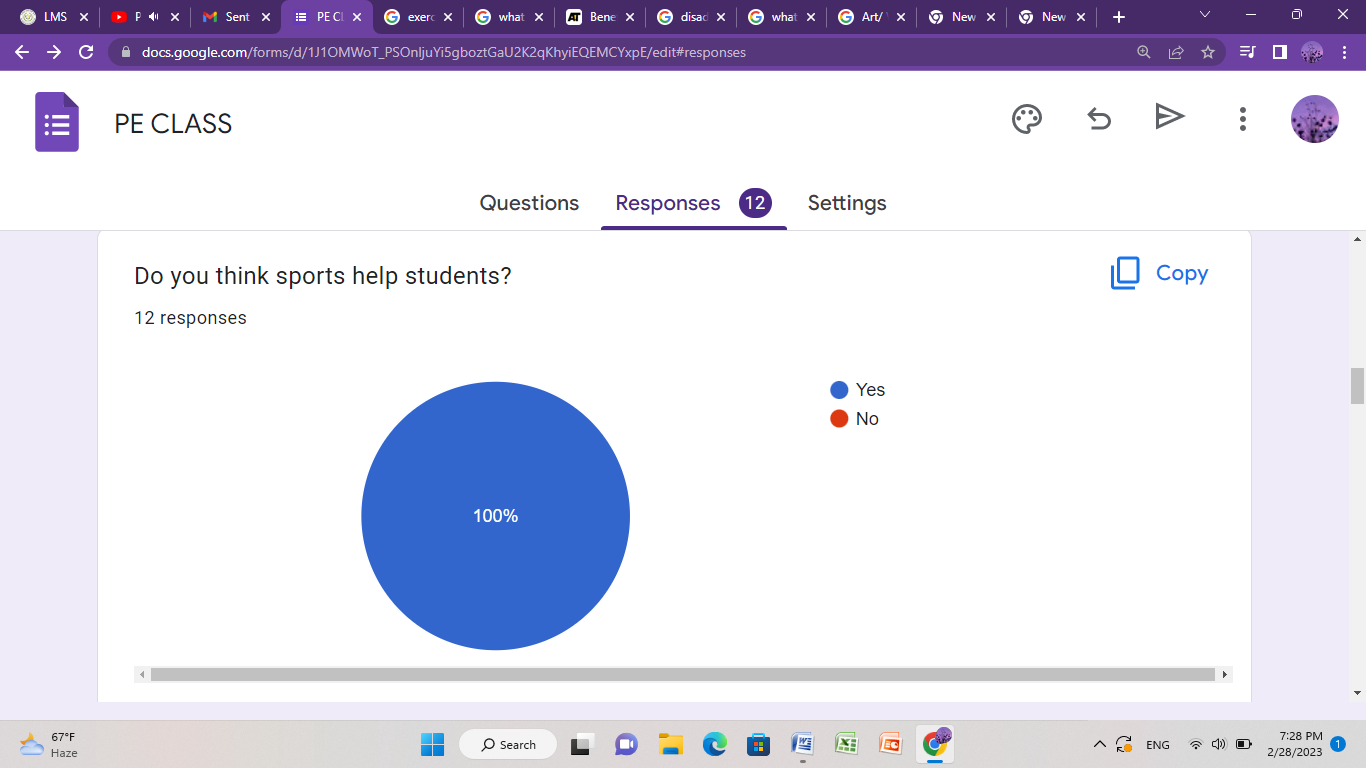 LMS
P
Sent
PE Cl
exerc
what
Bene
disad
what
Art/
New
New
docs.google.com/forms/d/1J1OMWoT_PSOnljuYi5gboztGaU2K2qKhyiEQEMCYxpE/edit#responses
PE CLASS
Questions
Responses 12
Settings
Do you think sports help students?
Copy
12 responses
Yes
No
100%
67°F
Haze
Search
ENG
7:28 PM
2/28/2023
1